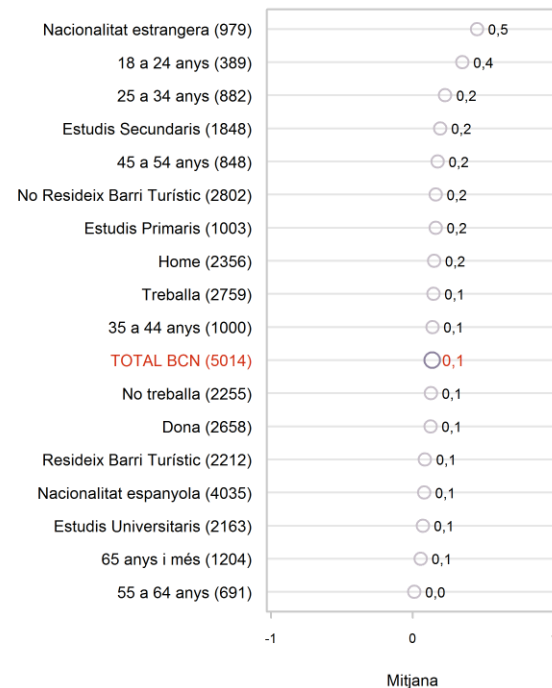 Nacionalitat estrangera (979) 0,5
18 a 24 anys (389) 0,4
25 a 34 anys (882) 0,2
Estudis Secundaris (1848) 0,2
45 a 54 anys (848) 0,2
No Resideix Barri Turístic (2802) 0,2
Estudis Primaris (1003) 0,2
Home (2356) 0,2
Treballa (2759) 0,1
35 a 44 anys (1000) 0,1
TOTAL BCN (5014) 0,1
No treballa (2255) 0,1
Dona (2658) 0,1
Resideix Barri Turístic (2212) 0,1
Nacionalitat espanyola (4035) 0,1
Estudis Universitaris (2163) 0,1
65 anys i més (1204) 0,1
55 a 64 anys (691) 0,0
-1 0 1
Mitjana